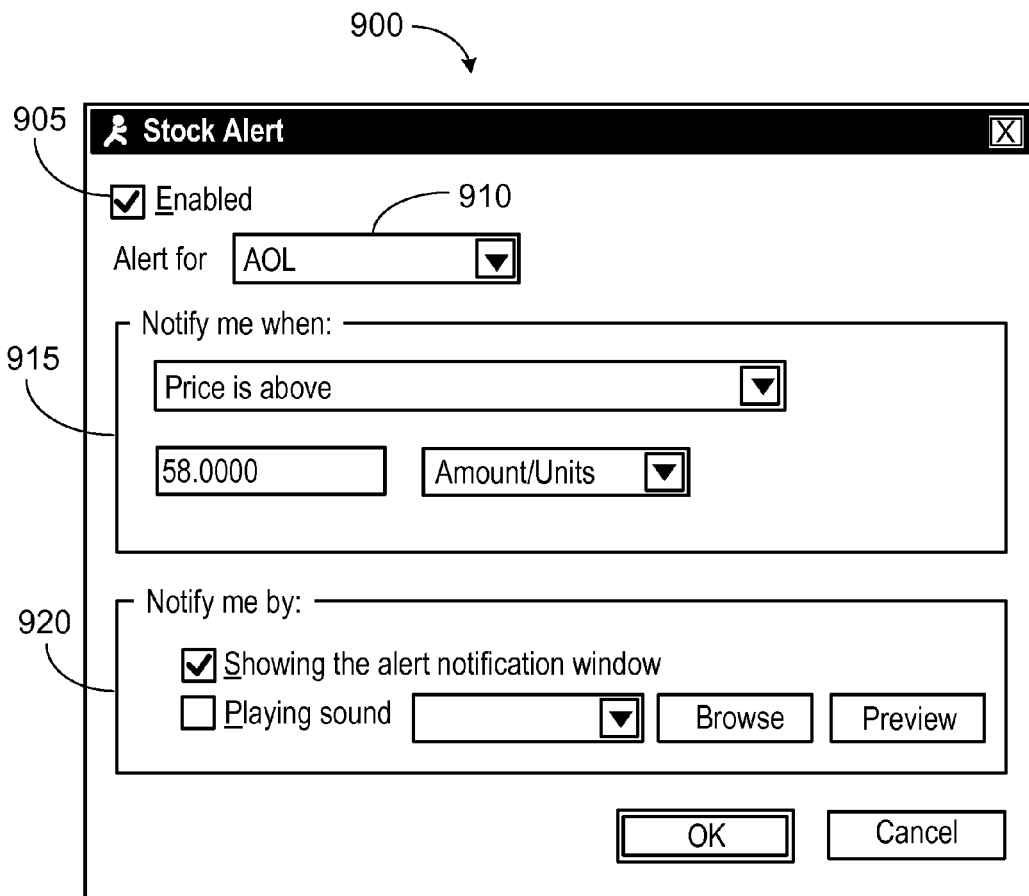 900
905
Stock Alert
X
Enabled
910
Alert for AOL
Notify me when:
915
Price is above
58.0000 Amount/Units
Notify me by:
920
Showing the alert notification window
Playing sound Browse Preview
OK Cancel